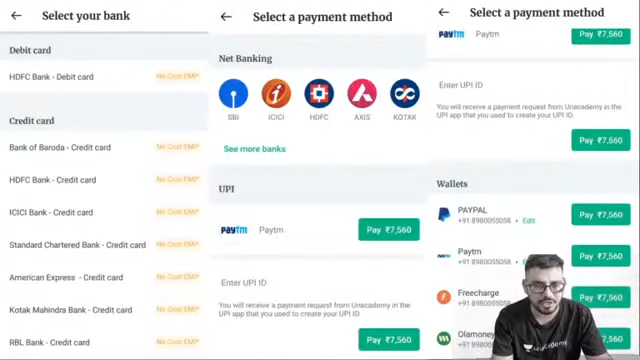 Select your bank
Debit card
HDFC Bank - Debit card
No Cost EMI*
Credit card
Bank of Baroda - Credit card
No Cost EMI*
HDFC Bank - Credit card
No Cost EMI*
ICICI Bank - Credit card
No Cost EMI*
Standard Chartered Bank - Credit card
No Cost EMI*
American Express - Credit card
No Cost EMI*
Kotak Mahindra Bank - Credit card
No Cost EMI*
RBL Bank - Credit card
No Cost EMI*
Select a payment method
Net Banking
SBI
ICICI
HDFC
AXIS
KOTAK
See more banks
UPI
paytm
Paytm
Pay ₹7,560
Enter UPI ID
You will receive a payment request from Unacademy in the
UPI app that you used to create your UPI ID
Pay ₹7,560
Select a payment method
paytm
Paytm
Pay ₹7,560
Enter UPI ID
You will receive a payment request from Unacademy in the
UPI app that you used to create your UPI ID.
Pay ₹7,560
Wallets
PAYPAL
+91 8980055058 • Edit
Pay ₹7,560
Paytm
+91 8980055058 •
Pay ₹7,560
Freecharge
+91 8980055058
Pay ₹7,560
Olamoney
+91 8980055058